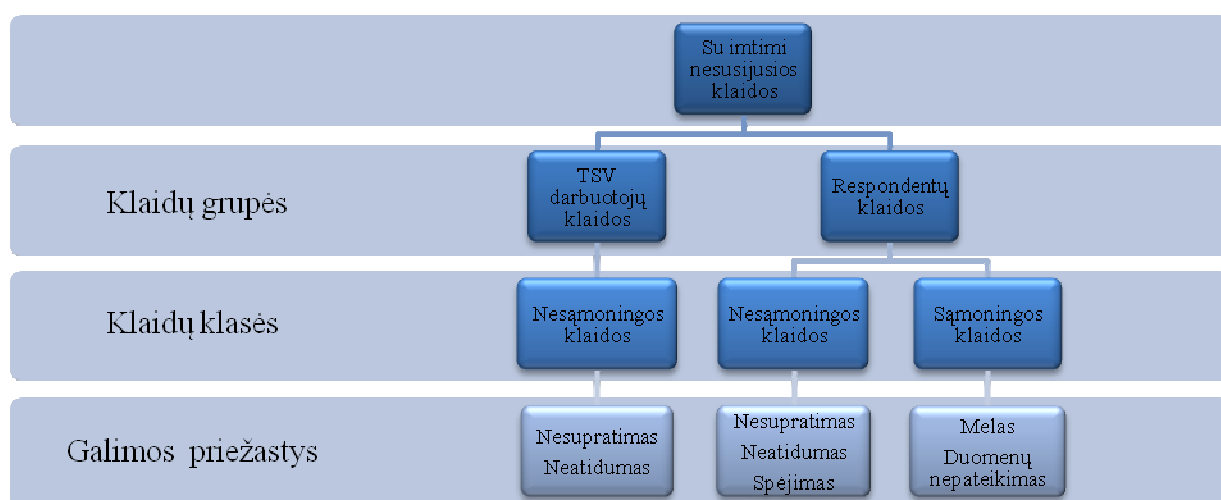 Su imtimi
nesusijusios
klaidos
Klaidų grupės
TSV
darbuotojų
klaidos
Respondentų
klaidos
Klaidų klasės
Nesąmoningos
klaidos
Nesąmoningos
klaidos
Sąmoningos
klaidos
Galimos priežastys
Nesupratimas
Neatidumas
Nesupratimas
Neatidumas
Spėjimas
Melas
Duomenų
nepateikimas